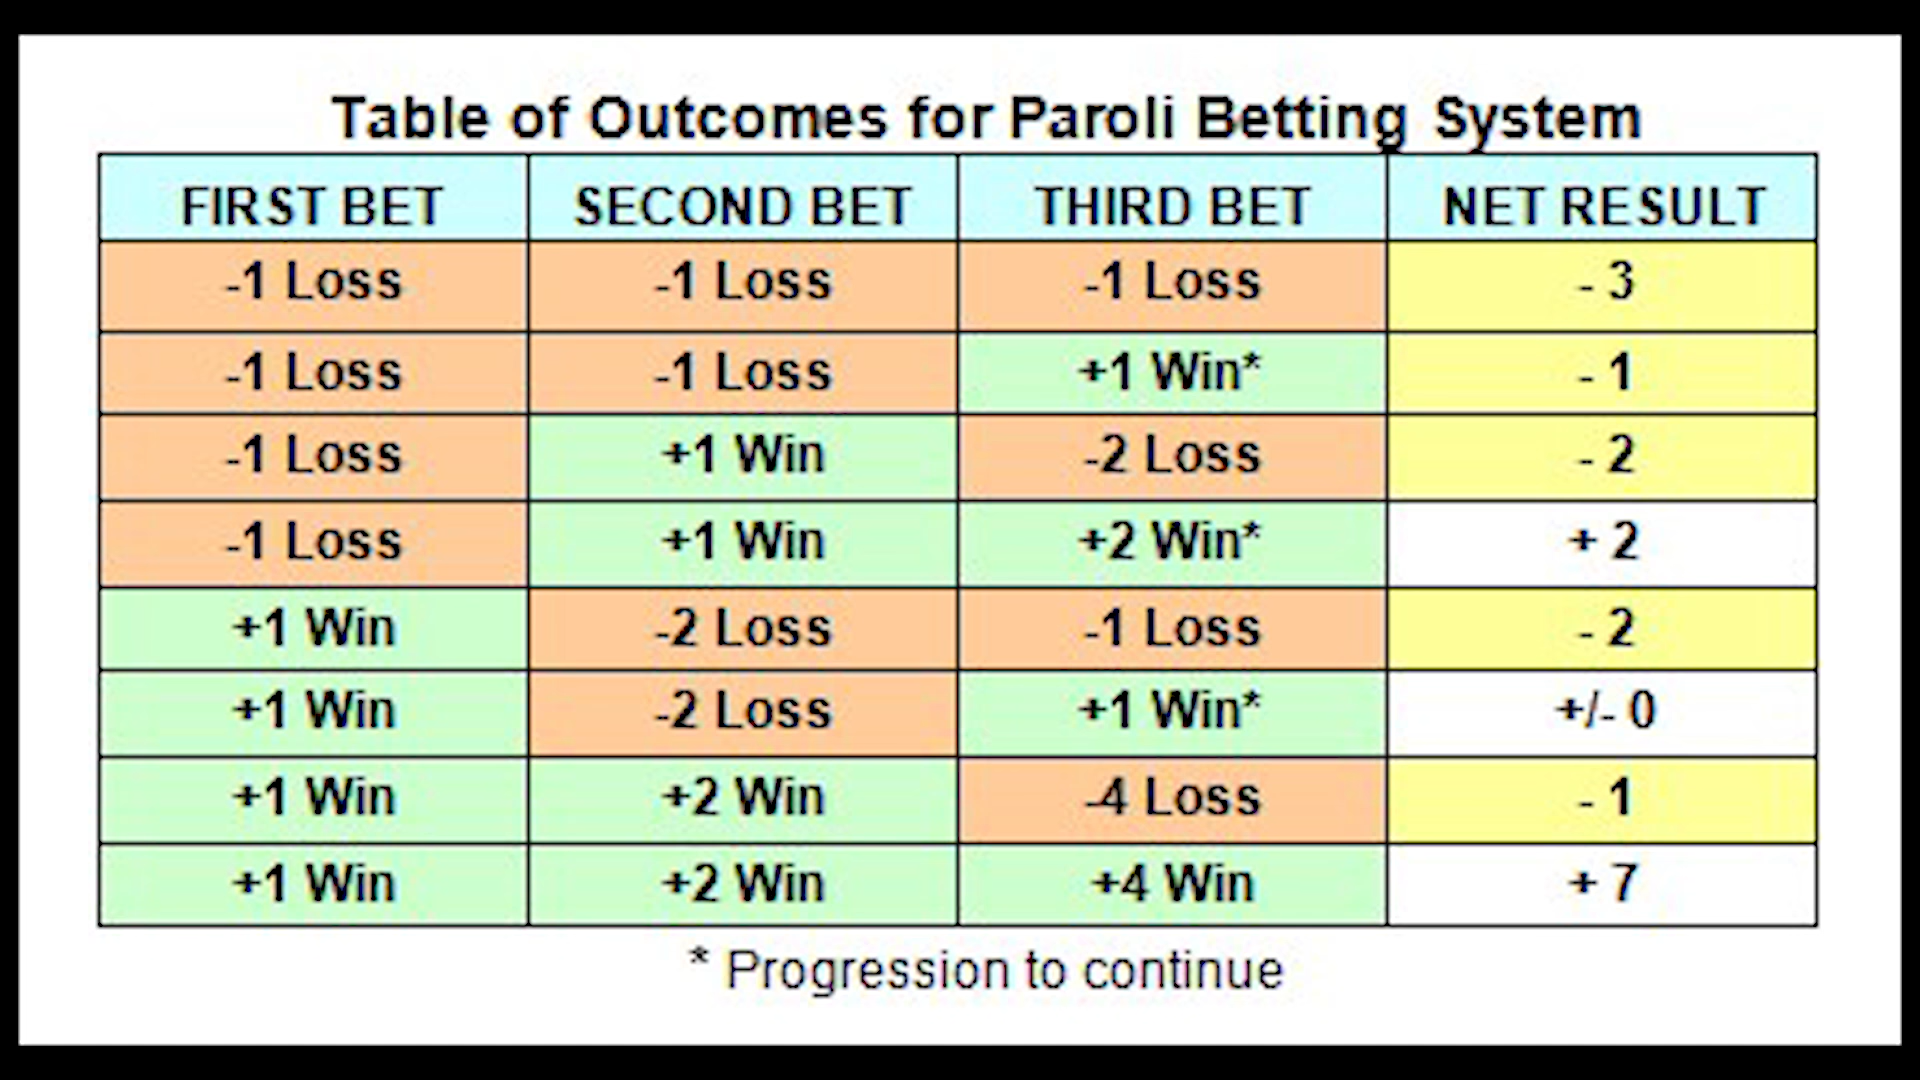 Table of Outcomes for Paroli Betting System
FIRST BET SECOND BET THIRD BET NET RESULT
-1 Loss -1 Loss -1 Loss - 3
-1 Loss -1 Loss +1 Win* - 1
-1 Loss +1 Win -2 Loss - 2
-1 Loss +1 Win +2 Win* + 2
+1 Win -2 Loss -1 Loss - 2
+1 Win -2 Loss +1 Win* +/- 0
+1 Win +2 Win -4 Loss - 1
+1 Win +2 Win +4 Win + 7
* Progression to continue